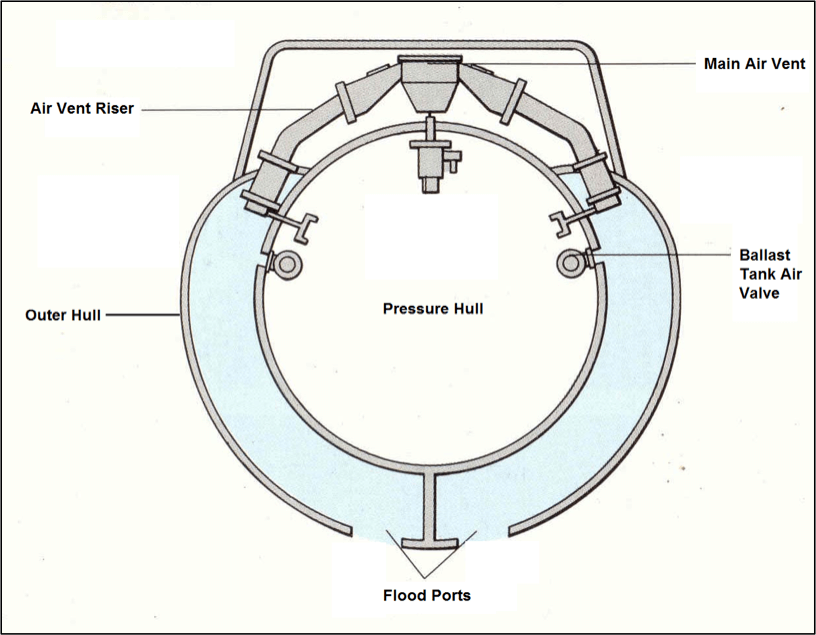 Main Air Vent
Air Vent Riser
Ballast
Tank Air
Valve
Pressure Hull
Outer Hull
Flood Ports